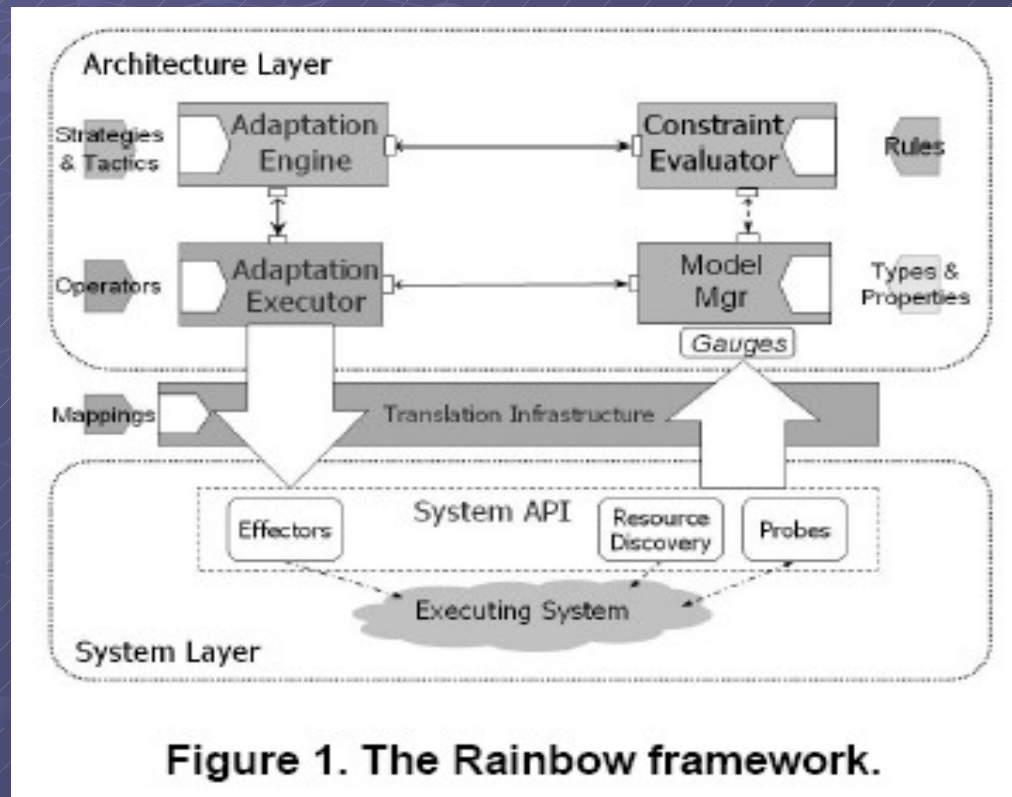 Architecture Layer
Strategies
& Tactics
Adaptation
Engine
Constraint
Evaluator
Rules
Operators
Adaptation
Executor
Model
Mgr
Types &
Properties
Gauges
Mappings
Translation Infrastructure
System API
Effectors
Resource
Discovery
Probes
Executing System
System Layer
Figure 1. The Rainbow framework.